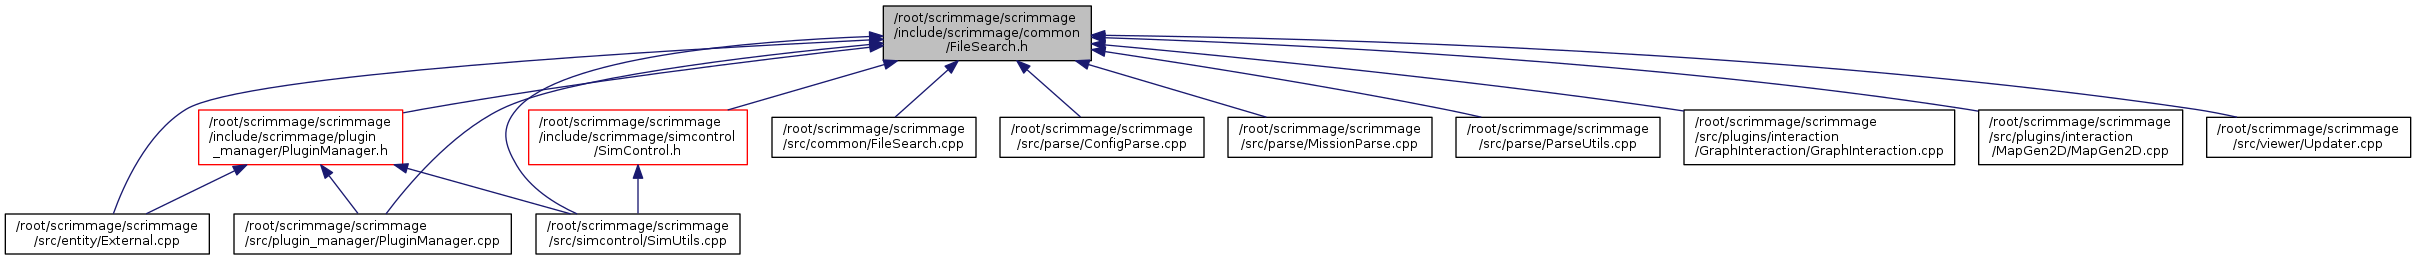 /root/scrimmage/scrimmage
/include/scrimmage/common
/FileSearch.h
/root/scrimmage/scrimmage
/include/scrimmage/plugin
_manager/PluginManager.h
/root/scrimmage/scrimmage
/include/scrimmage/simcontrol
/SimControl.h
/root/scrimmage/scrimmage
/src/common/FileSearch.cpp
/root/scrimmage/scrimmage
/src/parse/ConfigParse.cpp
/root/scrimmage/scrimmage
/src/parse/MissionParse.cpp
/root/scrimmage/scrimmage
/src/parse/ParseUtils.cpp
/root/scrimmage/scrimmage
/src/plugins/interaction
/GraphInteraction/GraphInteraction.cpp
/root/scrimmage/scrimmage
/src/plugins/interaction
/MapGen2D/MapGen2D.cpp
/root/scrimmage/scrimmage
/src/viewer/Updater.cpp
/root/scrimmage/scrimmage
/src/entity/External.cpp
/root/scrimmage/scrimmage
/src/plugin_manager/PluginManager.cpp
/root/scrimmage/scrimmage
/src/simcontrol/SimUtils.cpp